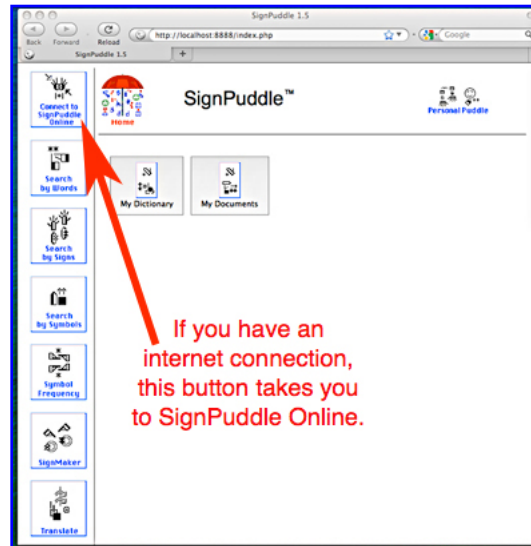 SignPuddle 1.5
Back Forward Reload
http://localhost:8888/index.php
Google
SignPuddle 1.5
+
Connect to
SignPuddle
Online
Home
SignPuddle™
Personal Puddle
Search
by Words
My Dictionary
My Documents
Search
by Signs
Search
by Symbols
If you have an
internet connection,
this button takes you
to SignPuddle Online.
Symbol
Frequency
SignMaker
Translate